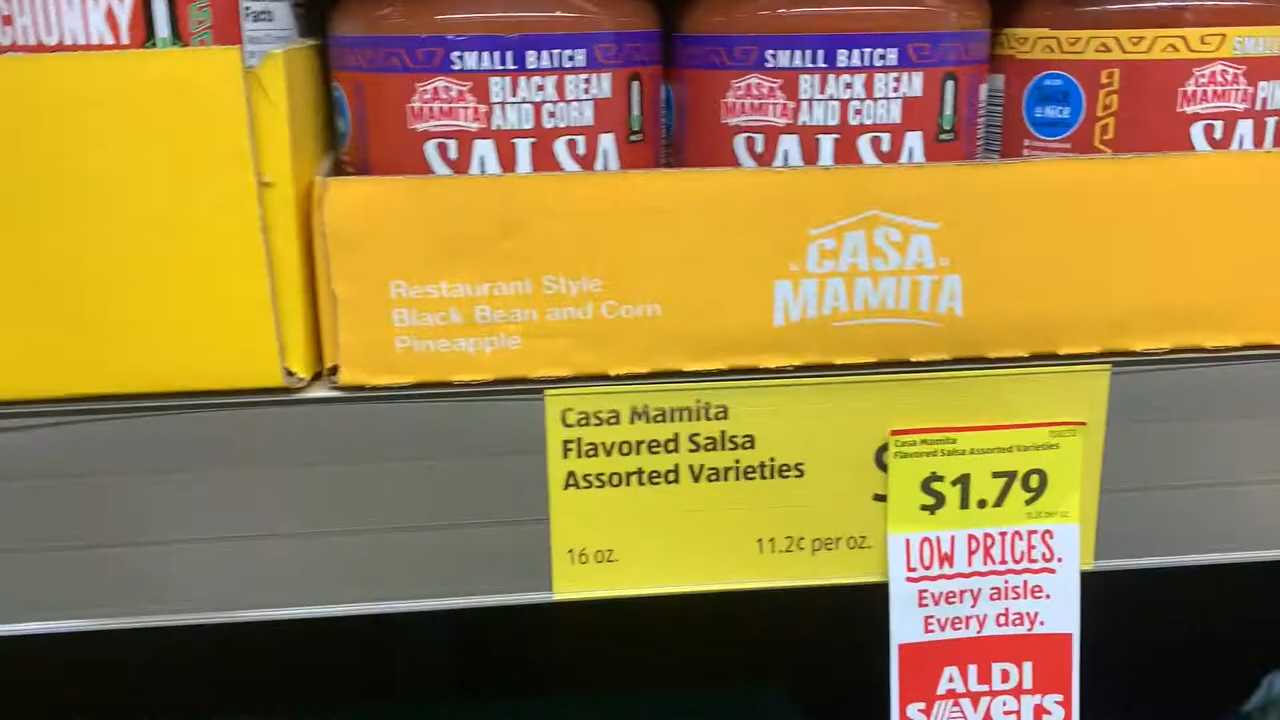 CHUNKY
Facts
SMALL BATCH
CASA
MAMITA
BLACK BEAN
AND CORN
SALSA
SMALL BATCH
CASA
MAMITA
BLACK BEAN
AND CORN
SALSA
CASA
MAMITA
Restaurant Style
Black Bean and Corn
Pineapple
CASA
MAMITA
Casa Mamita
Flavored Salsa
Assorted Varieties
16 oz.
11.2¢ per oz.
Casa Mamita
Flavored Salsa Assorted Varieties
$1.79
LOW PRICES.
Every aisle.
Every day.
ALDI
savers